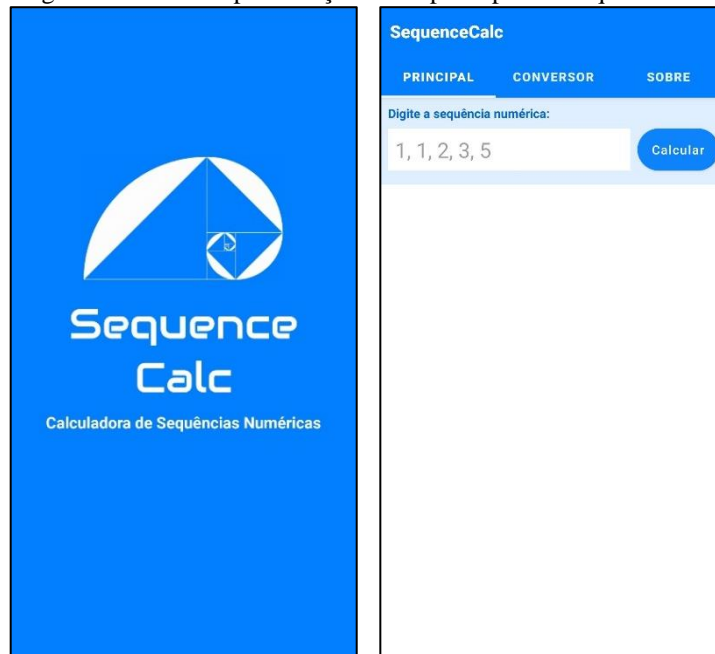 Sequence
Calc
Calculadora de Sequências Numéricas
SequenceCalc
PRINCIPAL CONVERSOR SOBRE
Digite a sequência numérica:
1, 1, 2, 3, 5 Calcular